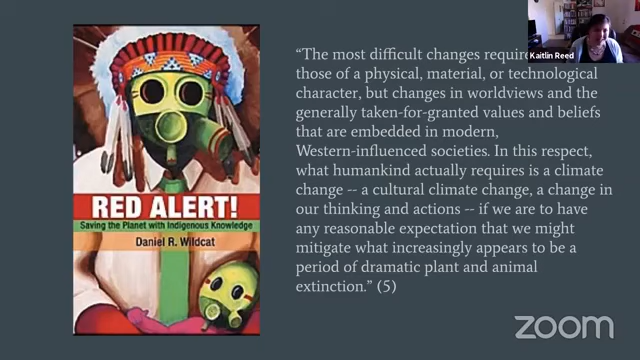 Kaitlin Reed
RED ALERT!
Saving the Planet with Indigenous Knowledge
Daniel R. Wildcat
“The most difficult changes require
those of a physical, material, or technological
character, but changes in worldviews and the
generally taken-for-granted values and beliefs
that are embedded in modern,
Western-influenced societies. In this respect,
what humankind actually requires is a climate
change -- a cultural climate change, a change in
our thinking and actions -- if we are to have
any reasonable expectation that we might
mitigate what increasingly appears to be a
period of dramatic plant and animal
extinction.” (5)
zoom